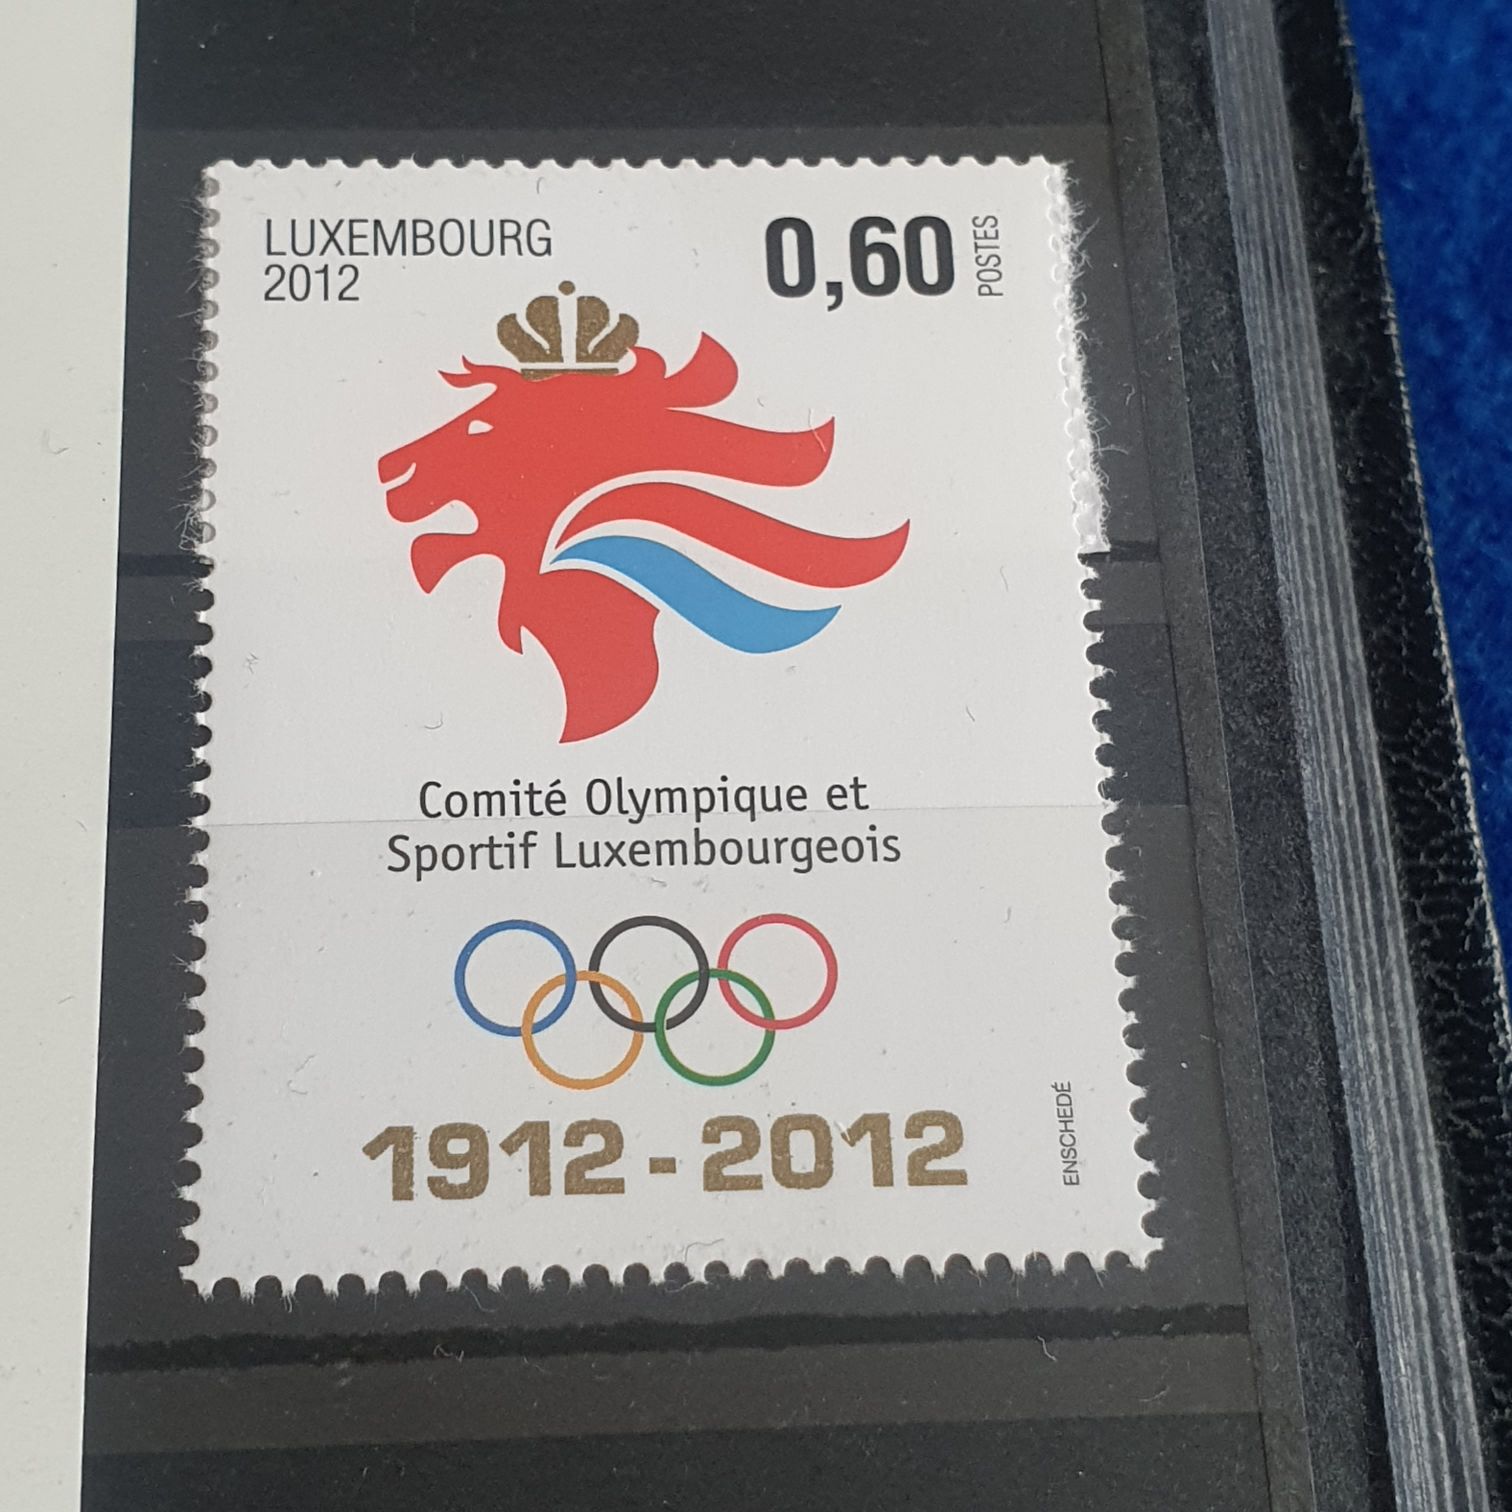 LUXEMBOURG
2012
0,60
POSTES
Comité Olympique et
Sportif Luxembourgeois
1912-2012
ENSCHEDÉ